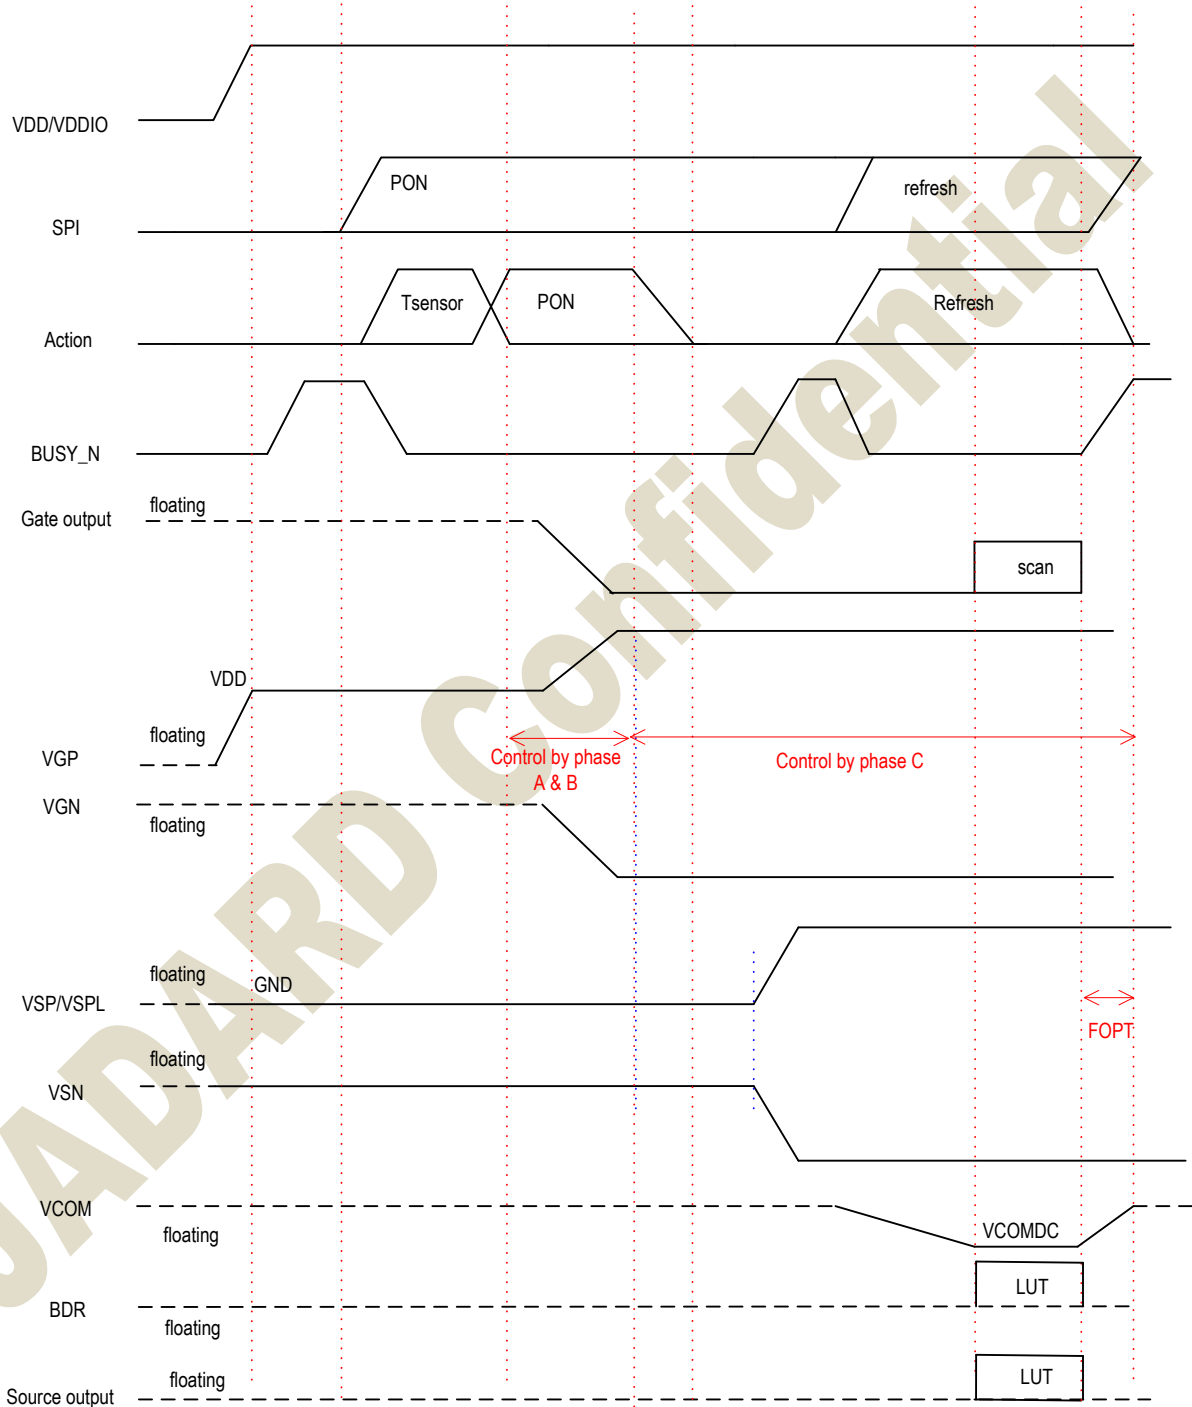 VDD/VDDIO
PON
refresh
SPI
Tsensor
PON
Refresh
Action
BUSY_N
floating
Gate output
scan
VDD
floating
VGP
Control by phase
A & B
Control by phase C
VGN
floating
floating
GND
VSP/VSPL
FOPT
floating
VSN
VCOM
floating
VCOMDC
LUT
BDR
floating
floating
LUT
Source output
JADARD Confidential